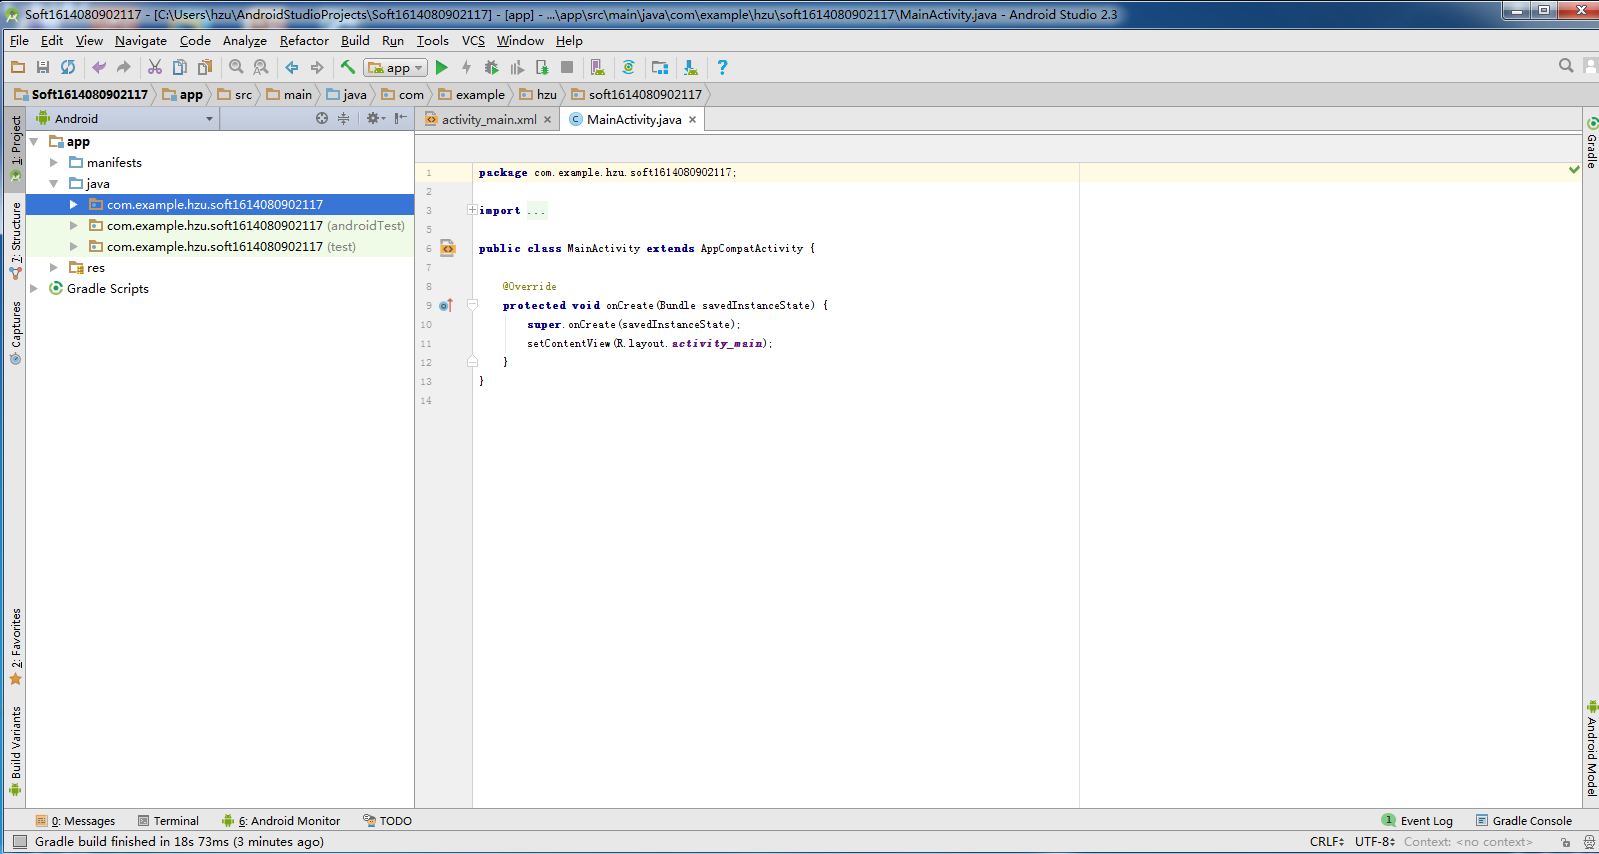 Soft1614080902117 - [C:\Users\hzu\AndroidStudioProjects\Soft1614080902117] - [app] - ...\app\src\main\java\com\example\hzu\soft1614080902117\MainActivity.java - Android Studio 2.3
File Edit View Navigate Code Analyze Refactor Build Run Tools VCS Window Help
app
Soft1614080902117 app src main java com example hzu soft1614080902117
Android
activity_main.xml
MainActivity.java
1: Project
7: Structure
Captures
2: Favorites
Build Variants
app
manifests
java
com.example.hzu.soft1614080902117
com.example.hzu.soft1614080902117 (androidTest)
com.example.hzu.soft1614080902117 (test)
res
Gradle Scripts
1 package com.example.hzu.soft1614080902117;
2
3 import ...
5
6 public class MainActivity extends AppCompatActivity {
7
8 @Override
9 protected void onCreate(Bundle savedInstanceState) {
10 super.onCreate(savedInstanceState);
11 setContentView(R.layout.activity_main);
12 }
13 }
14
Gradle
Android Model
0: Messages Terminal 6: Android Monitor TODO 1 Event Log Gradle Console
Gradle build finished in 18s 73ms (3 minutes ago) CRLF UTF-8 Context: <no context>